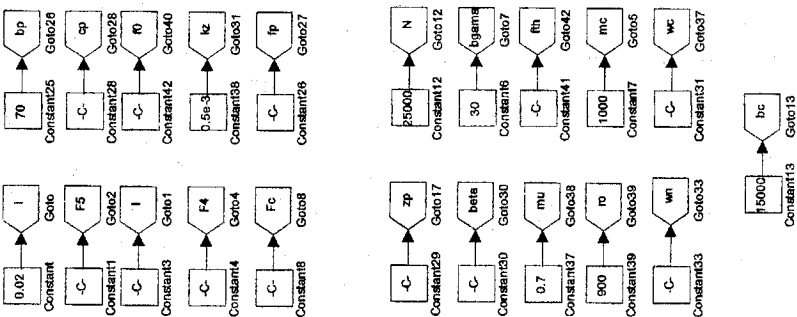 0.02 I 70 bp
Constant Goto Constant25 Goto26
-C- F5 -C- cp
Constant1 Goto2 Constant28 Goto28
-C- l -C- f0
Constant3 Goto1 Constant42 Goto40
-C- F4 0.5e-3 kz
Constant4 Goto4 Constant38 Goto31
-C- Fc -C- fp
Constant8 Goto8 Constant26 Goto27
-C- zp 25000 N
Constant29 Goto17 Constant12 Goto12
-C- beta 30 bgama
Constant30 Goto30 Constant6 Goto7
0.7 mu -C- fth
Constant37 Goto38 Constant41 Goto42
900 ro 1000 mc
Constant39 Goto39 Constant7 Goto5
-C- wn -C- wc
Constant33 Goto33 Constant31 Goto37
15000 bc
Constant13 Goto13